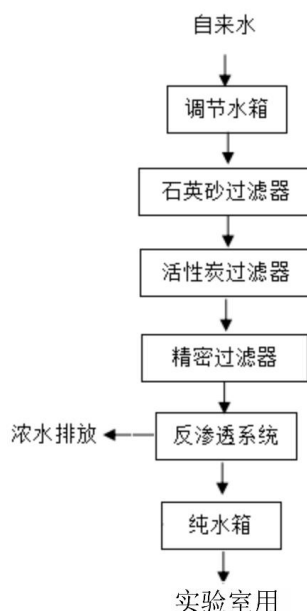 自来水
调节水箱
石英砂过滤器
活性炭过滤器
精密过滤器
浓水排放
反渗透系统
纯水箱
实验室用